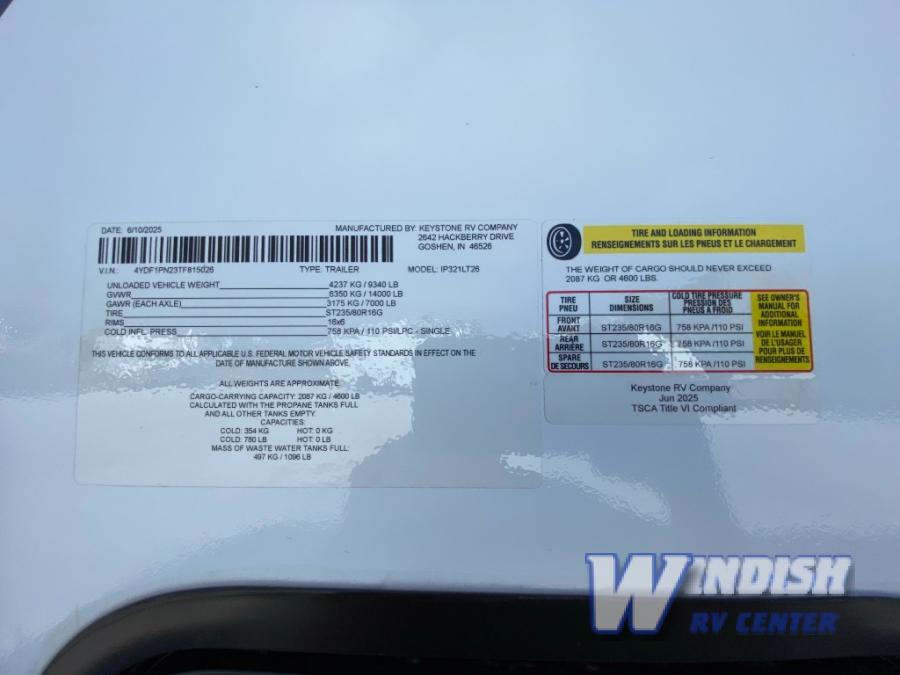 DATE: 6/10/2025
MANUFACTURED BY: KEYSTONE RV COMPANY
2642 HACKBERRY DRIVE
GOSHEN, IN 46526
V.I.N.: 4YDF1PN23TF815026 TYPE: TRAILER MODEL: IP321LT26
UNLOADED VEHICLE WEIGHT 4237 KG / 9340 LB
GVWR 6350 KG / 14000 LB
GAWR (EACH AXLE) 3175 KG / 7000 LB
TIRE ST235/80R16G
RIMS 16x6
COLD INFL. PRESS 758 KPA / 110 PSI/LPC - SINGLE
THIS VEHICLE CONFORMS TO ALL APPLICABLE U.S. FEDERAL MOTOR VEHICLE SAFETY STANDARDS IN EFFECT ON THE
DATE OF MANUFACTURE SHOWN ABOVE.
ALL WEIGHTS ARE APPROXIMATE.
CARGO-CARRYING CAPACITY: 2087 KG / 4600 LB
CALCULATED WITH THE PROPANE TANKS FULL
AND ALL OTHER TANKS EMPTY.
CAPACITIES:
COLD: 354 KG HOT: 0 KG
COLD: 780 LB HOT: 0 LB
MASS OF WASTE WATER TANKS FULL:
497 KG / 1096 LB
TIRE AND LOADING INFORMATION
RENSEIGNEMENTS SUR LES PNEUS ET LE CHARGEMENT
THE WEIGHT OF CARGO SHOULD NEVER EXCEED
2087 KG OR 4600 LBS.
TIRE
PNEU
SIZE
DIMENSIONS
COLD TIRE PRESSURE
PRESSION DES
PNEUS A FROID
FRONT
AVANT
ST235/80R16G 758 KPA /110 PSI
REAR
ARRIÈRE
ST235/80R16G 758 KPA /110 PSI
SPARE
DE SECOURS
ST235/80R16G 758 KPA /110 PSI
SEE OWNER'S
MANUAL FOR
ADDITIONAL
INFORMATION
VOIR LE MANUEL
DE L'USAGER
POUR PLUS DE
RENSEIGNEMENTS
Keystone RV Company
Jun 2025
TSCA Title VI Compliant
WINDISH
RV CENTER